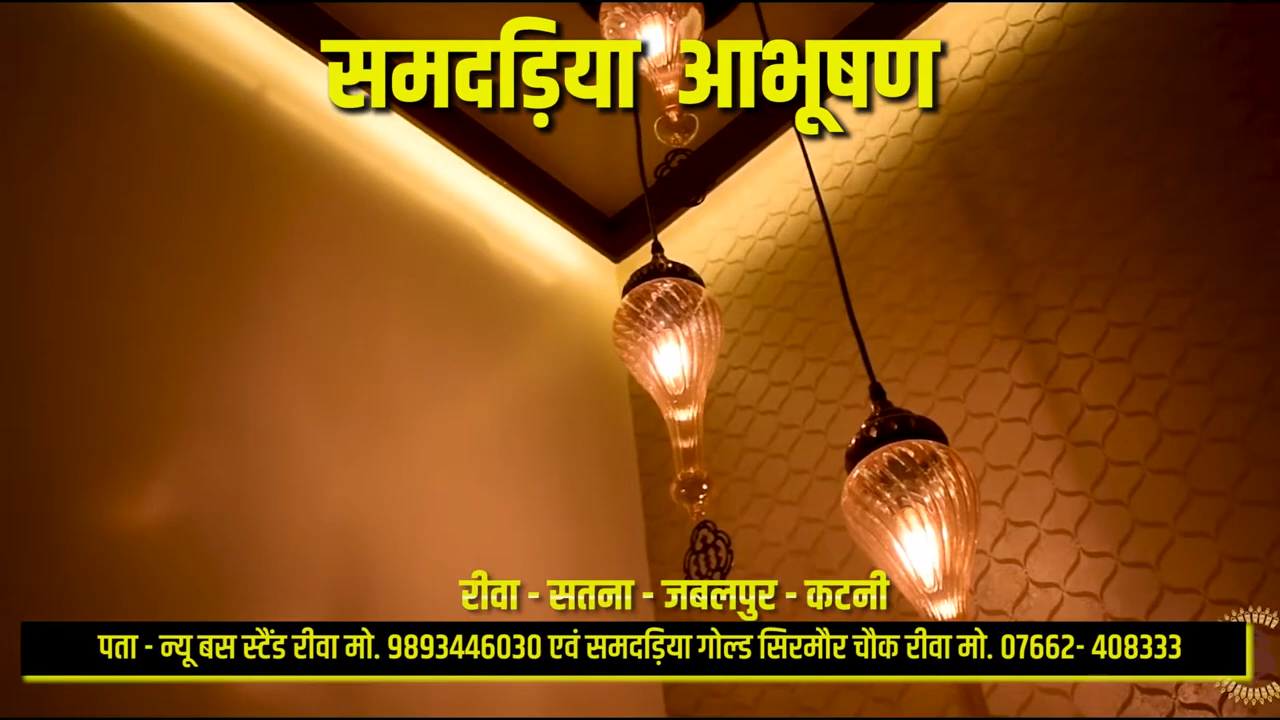 समदड़िया आभूषण
रीवा - सतना - जबलपुर - कटनी
पता - न्यू बस स्टैंड रीवा मो. 9893446030 एवं समदड़िया गोल्ड सिरमौर चौक रीवा मो. 07662- 408333